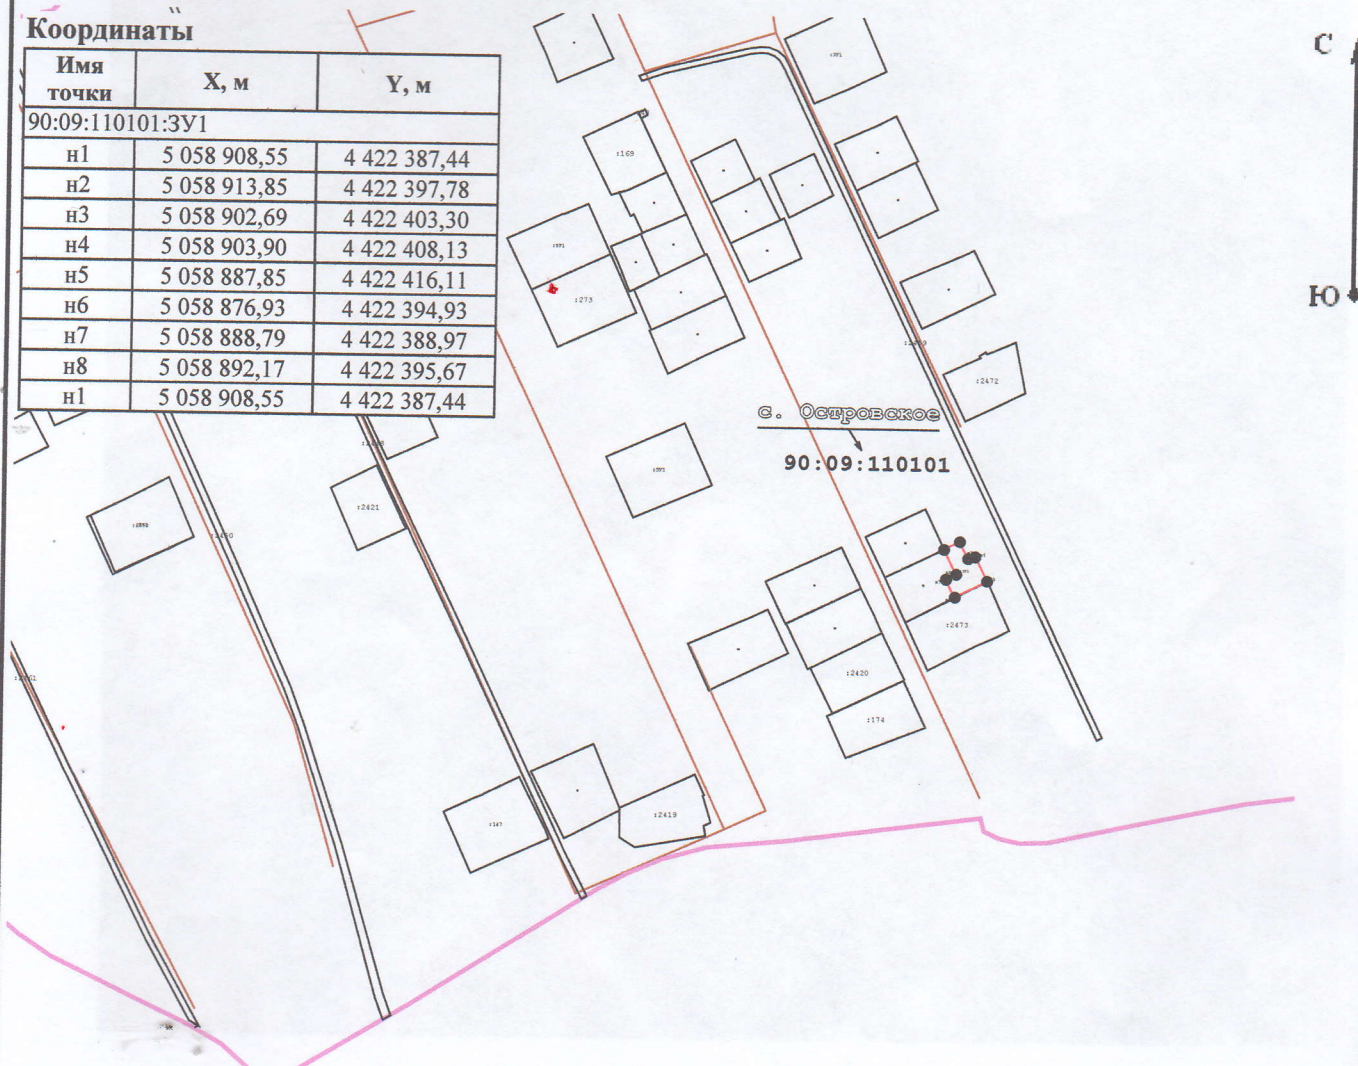 Координаты
Имя точки X, м Y, м
90:09:110101:ЗУ1
н1 5 058 908,55 4 422 387,44
н2 5 058 913,85 4 422 397,78
н3 5 058 902,69 4 422 403,30
н4 5 058 903,90 4 422 408,13
н5 5 058 887,85 4 422 416,11
н6 5 058 876,93 4 422 394,93
н7 5 058 888,79 4 422 388,97
н8 5 058 892,17 4 422 395,67
н1 5 058 908,55 4 422 387,44
С
Ю
:169
:273
:2472
с. Островское
90:09:110101
:2421
:2473
:2420
:174
:2419
:147